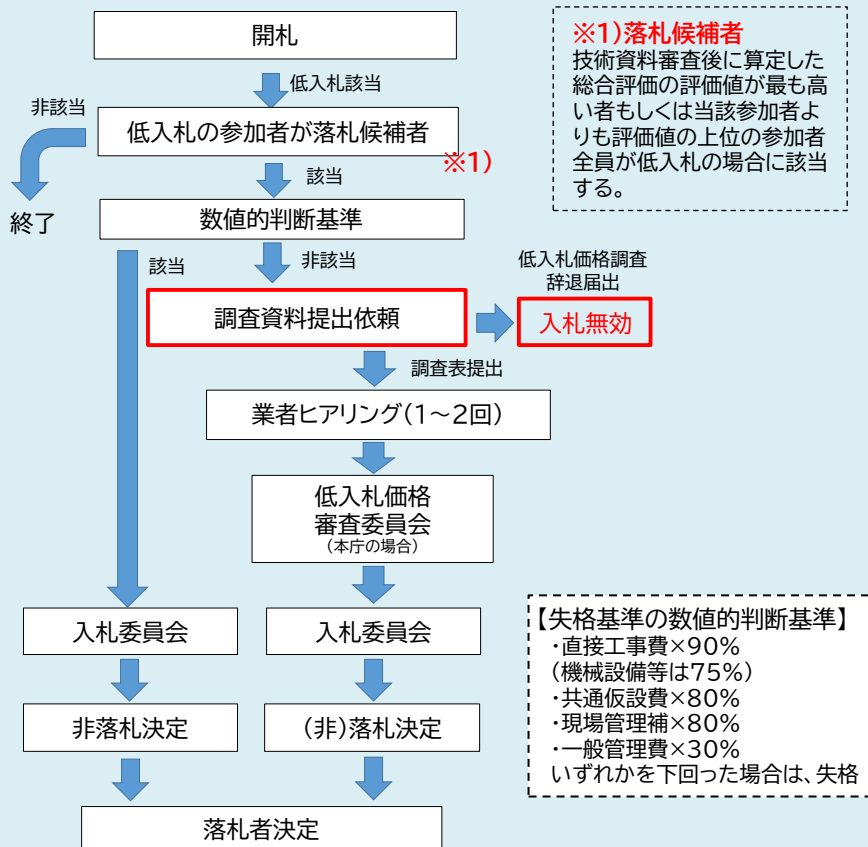 開札
低入札該当
非該当
低入札の参加者が落札候補者
※1)
該当
終了
数値的判断基準
該当
非該当
低入札価格調査
辞退届出
調査資料提出依頼
入札無効
調査表提出
業者ヒアリング(1～2回)
低入札価格
審査委員会
(本庁の場合)
入札委員会
入札委員会
非落札決定
(非)落札決定
落札者決定
※1)落札候補者
技術資料審査後に算定した
総合評価の評価値が最も高
い者もしくは当該参加者よ
りも評価値の上位の参加者
全員が低入札の場合に該当
する。
【失格基準の数値的判断基準】
・直接工事費×90%
(機械設備等は75%)
・共通仮設費×80%
・現場管理補×80%
・一般管理費×30%
いずれかを下回った場合は、失格